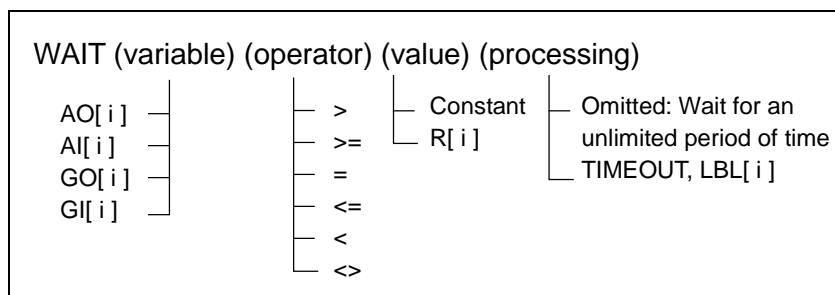 WAIT (variable) (operator) (value) (processing)
AO[ i ]
AI[ i ]
GO[ i ]
GI[ i ]
>
>=
=
<=
<
<>
Constant
R[ i ]
Omitted: Wait for an
unlimited period of time
TIMEOUT, LBL[ i ]